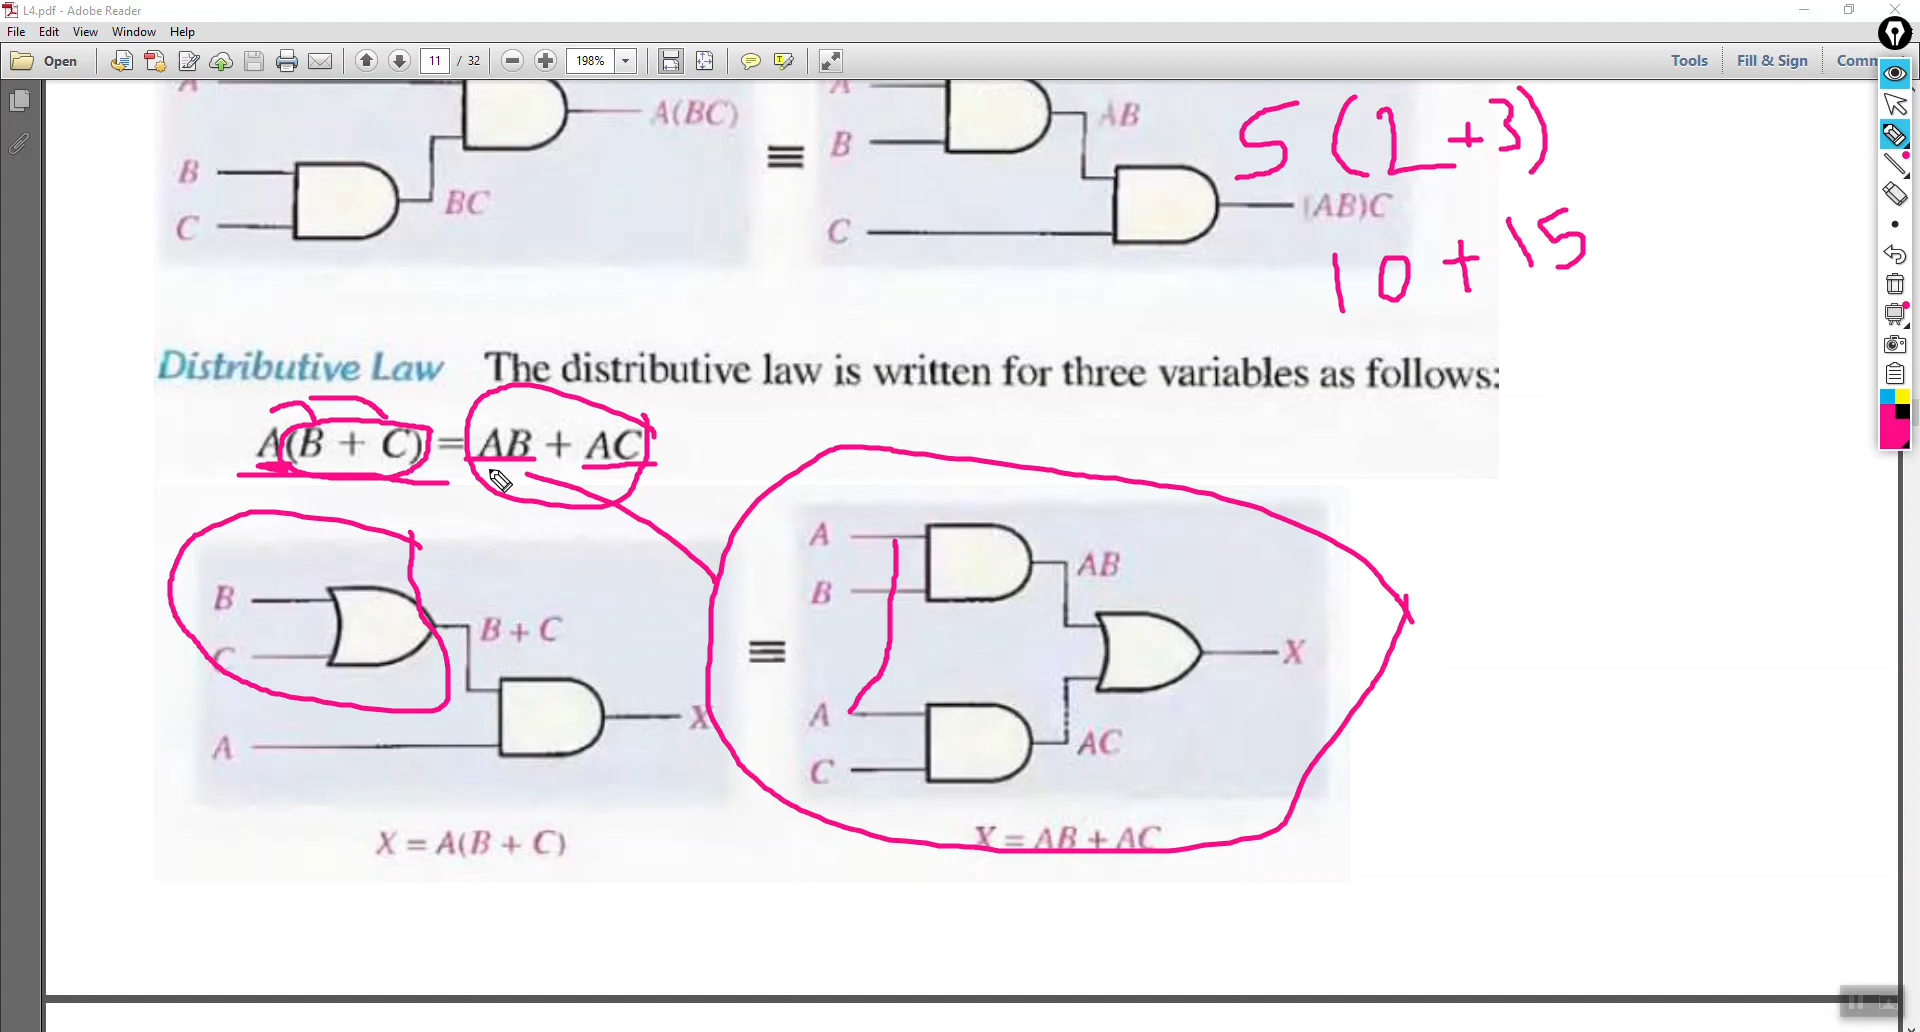 L4.pdf - Adobe Reader
File Edit View Window Help
Open 11 / 32 198% Tools Fill & Sign Comm
A A(BC)
B
BC
C
A AB
B
(AB)C
C
≡
5 (2 + 3)
10 + 15
Distributive Law The distributive law is written for three variables as follows:
A(B + C) = AB + AC
B
C
B + C
A
X
X = A(B + C)
≡
A
B
AB
X
A
C
AC
X = AB + AC